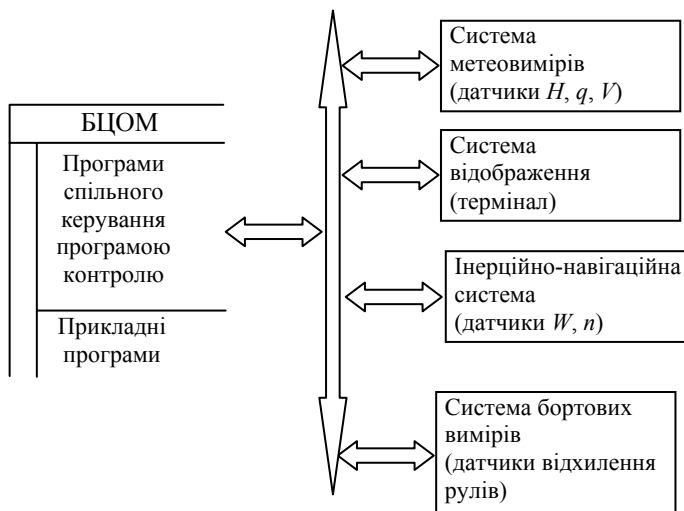 БЦОМ
Програми
спільного
керування
програмою
контролю
Прикладні
програми
Система
метеовимірів
(датчики H, q, V)
Система
відображення
(термінал)
Інерційно-навігаційна
система
(датчики W, n)
Система бортових
вимірів
(датчики відхилення
рулів)